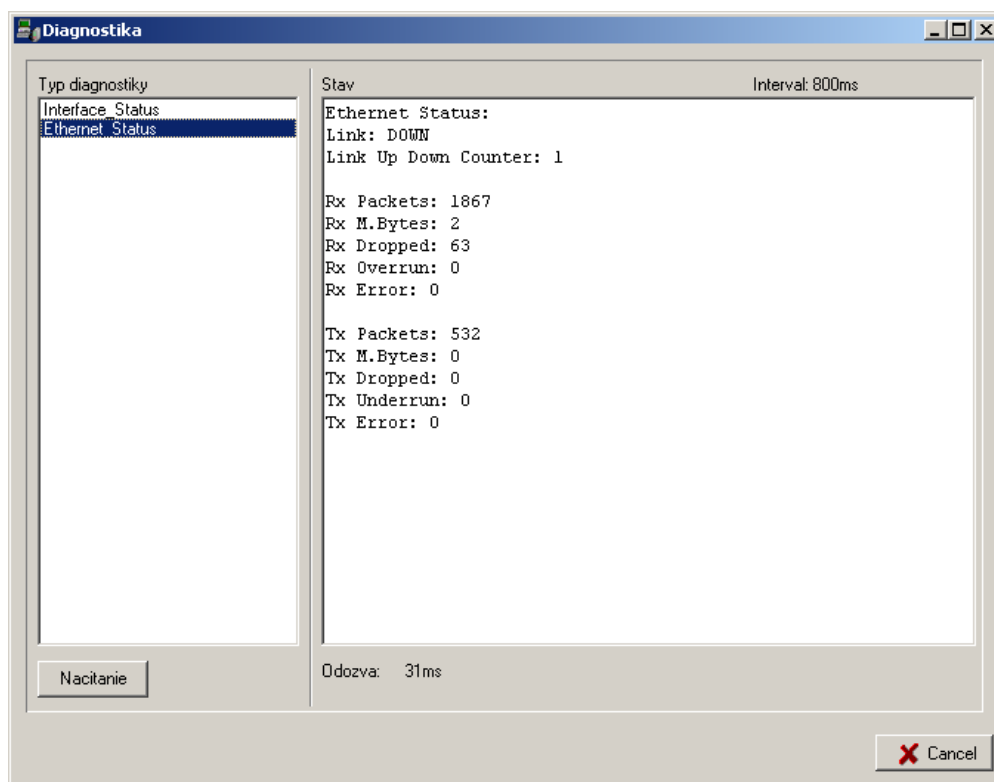 Diagnostika
Typ diagnostiky
Interface_Status
Ethernet_Status
Nacitanie
Stav
Interval: 800ms
Ethernet Status:
Link: DOWN
Link Up Down Counter: 1
Rx Packets: 1867
Rx M.Bytes: 2
Rx Dropped: 63
Rx Overrun: 0
Rx Error: 0
Tx Packets: 532
Tx M.Bytes: 0
Tx Dropped: 0
Tx Underrun: 0
Tx Error: 0
Odozva: 31ms
Cancel